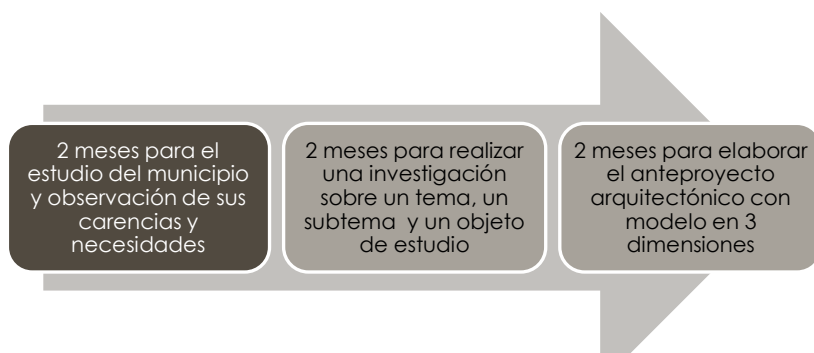 2 meses para el
estudio del municipio
y observación de sus
carencias y
necesidades
2 meses para realizar
una investigación
sobre un tema, un
subtema y un objeto
de estudio
2 meses para elaborar
el anteproyecto
arquitectónico con
modelo en 3
dimensiones